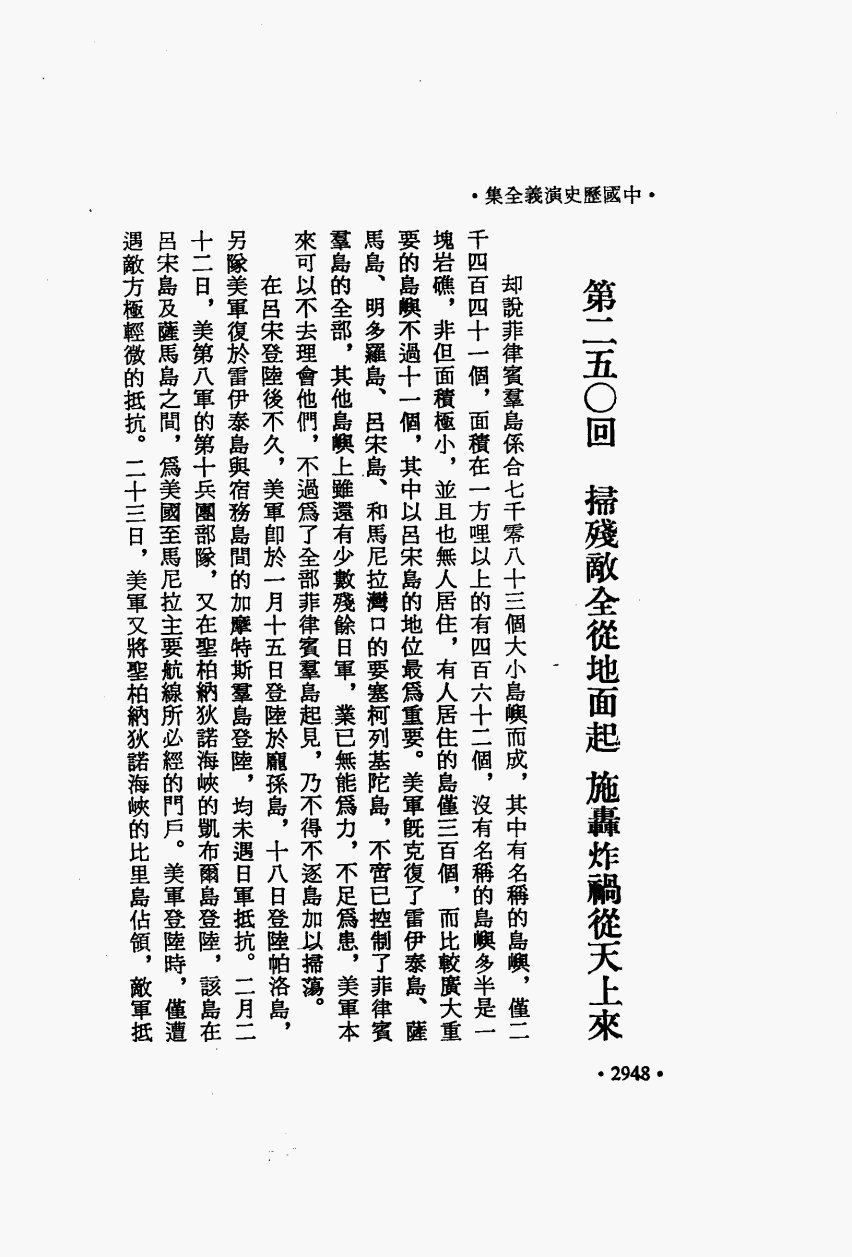 •中國歷史演義全集•
第二五〇回　掃殘敵全從地面起　施轟炸禍從天上來
却說菲律賓羣島係合七千零八十三個大小島嶼而成，其中有名稱的島嶼，僅二
千四百四十一個，面積在一方哩以上的有四百六十二個，沒有名稱的島嶼多半是一
塊岩礁，非但面積極小，並且也無人居住，有人居住的島僅三百個，而比較廣大重
要的島嶼不過十一個，其中以呂宋島的地位最爲重要。美軍旣克復了雷伊泰島、薩
馬島、明多羅島、呂宋島、和馬尼拉灣口的要塞柯列基陀島，不啻已控制了菲律賓
羣島的全部，其他島嶼上雖還有少數殘餘日軍，業已無能爲力，不足爲患，美軍本
來可以不去理會他們，不過爲了全部菲律賓羣島起見，乃不得不逐島加以掃蕩。
在呂宋登陸後不久，美軍卽於一月十五日登陸於龐孫島，十八日登陸帕洛島，
另隊美軍復於雷伊泰島與宿務島間的加摩特斯羣島登陸，均未遇日軍抵抗。二月二
十二日，美第八軍的第十兵團部隊，又在聖柏納狄諾海峽的凱布爾島登陸，該島在
呂宋島及薩馬島之間，爲美國至馬尼拉主要航線所必經的門戶。美軍登陸時，僅遭
遇敵方極輕微的抵抗。二十三日，美軍又將聖柏納狄諾海峽的比里島佔領，敵軍抵
•2948•